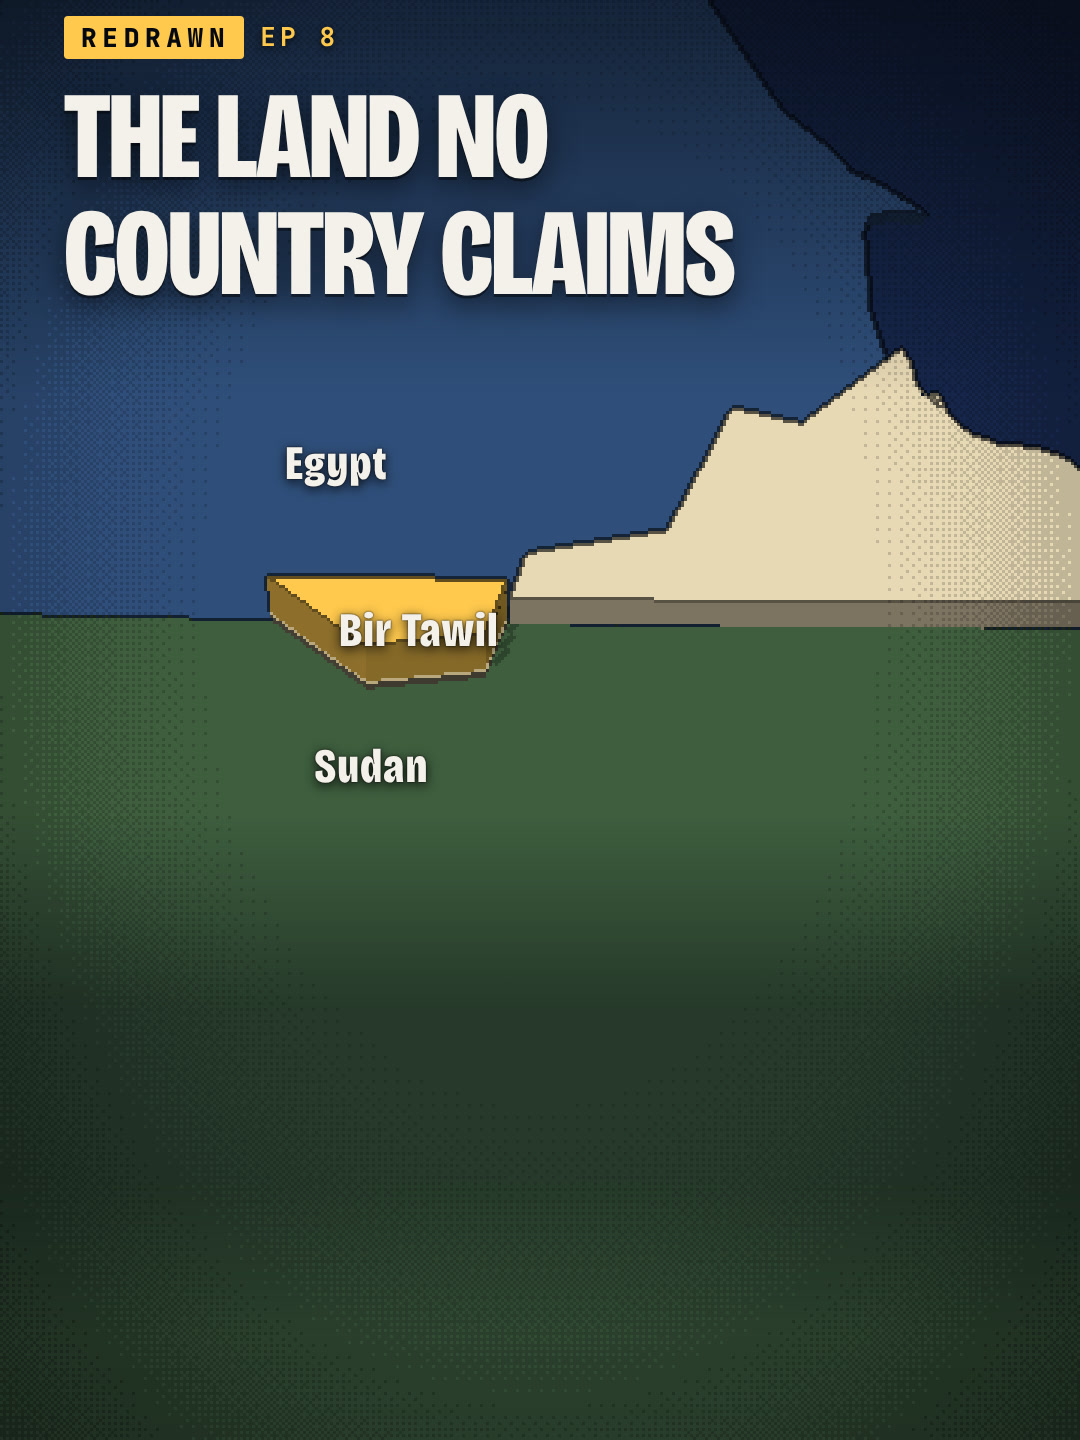 REDRAWN EP 8
THE LAND NO
COUNTRY CLAIMS
Egypt
Bir Tawil
Sudan